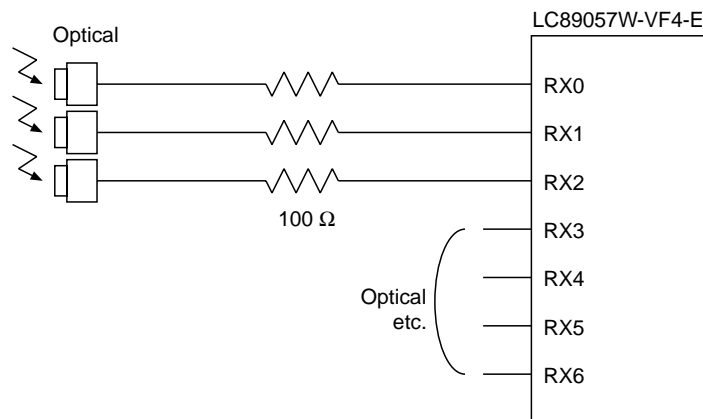 LC89057W-VF4-E
Optical
RX0
RX1
RX2
100 Ω
RX3
RX4
Optical
etc.
RX5
RX6